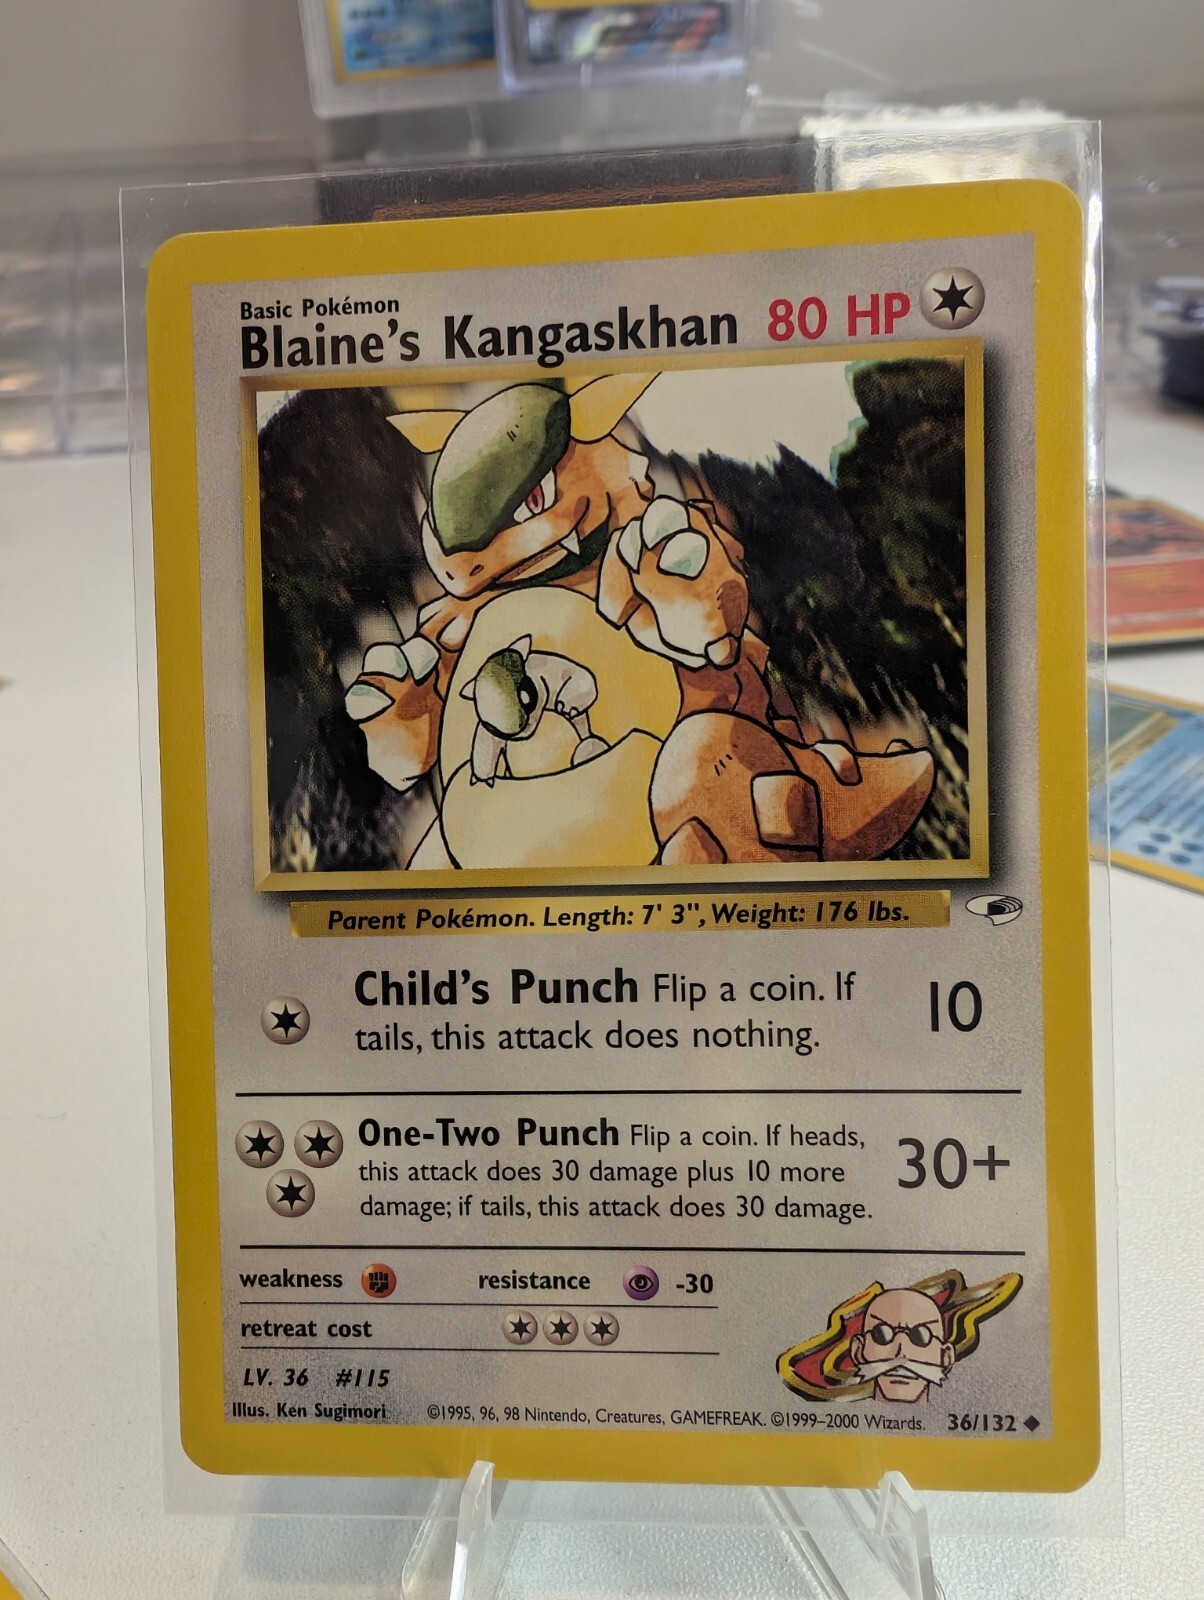 Basic Pokémon
Blaine's Kangaskhan 80 HP
Parent Pokémon. Length: 7' 3", Weight: 176 lbs.
Child's Punch Flip a coin. If
tails, this attack does nothing.
10
One-Two Punch Flip a coin. If heads,
this attack does 30 damage plus 10 more
damage; if tails, this attack does 30 damage.
30+
weakness
resistance -30
retreat cost
LV. 36 #115
Illus. Ken Sugimori ©1995, 96, 98 Nintendo, Creatures, GAMEFREAK. ©1999–2000 Wizards. 36/132